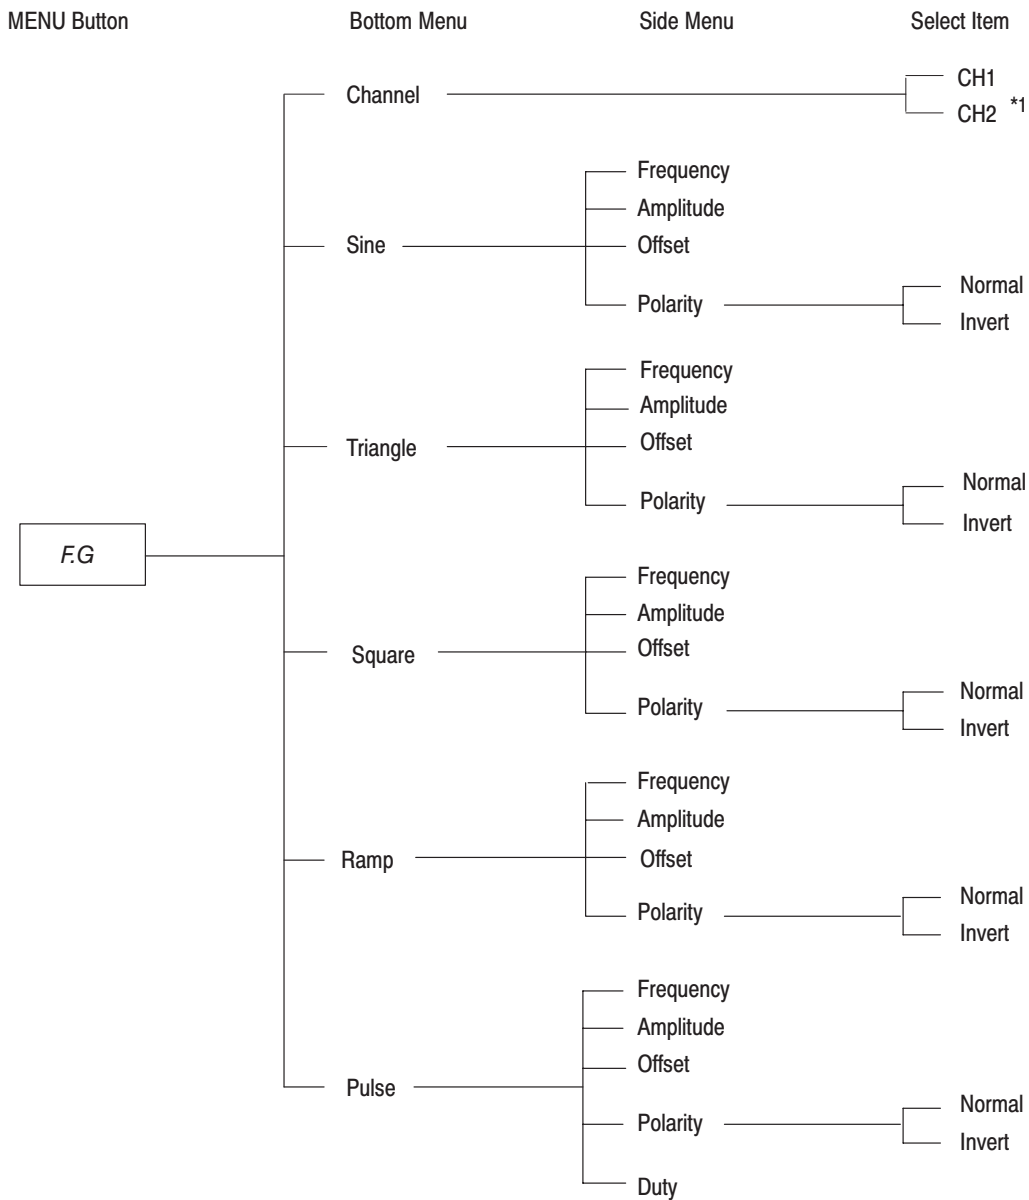 MENU Button Bottom Menu Side Menu Select Item
Channel
CH1
CH2 *1
Sine
Frequency
Amplitude
Offset
Polarity
Normal
Invert
Triangle
Frequency
Amplitude
Offset
Polarity
Normal
Invert
F.G
Square
Frequency
Amplitude
Offset
Polarity
Normal
Invert
Ramp
Frequency
Amplitude
Offset
Polarity
Normal
Invert
Pulse
Frequency
Amplitude
Offset
Polarity
Normal
Invert
Duty